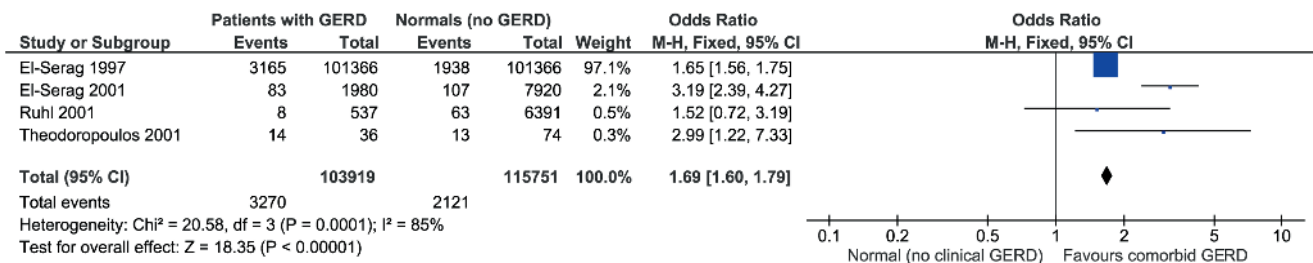 Patients with GERD Normals (no GERD) Odds Ratio Odds Ratio
Study or Subgroup Events Total Events Total Weight M-H, Fixed, 95% CI M-H, Fixed, 95% CI
El-Serag 1997 3165 101366 1938 101366 97.1% 1.65 [1.56, 1.75]
El-Serag 2001 83 1980 107 7920 2.1% 3.19 [2.39, 4.27]
Ruhl 2001 8 537 63 6391 0.5% 1.52 [0.72, 3.19]
Theodoropoulos 2001 14 36 13 74 0.3% 2.99 [1.22, 7.33]
Total (95% CI) 103919 115751 100.0% 1.69 [1.60, 1.79]
Total events 3270 2121
Heterogeneity: Chi² = 20.58, df = 3 (P = 0.0001); I² = 85%
Test for overall effect: Z = 18.35 (P < 0.00001)
0.1 0.2 0.5 1 2 5 10
Normal (no clinical GERD) Favours comorbid GERD